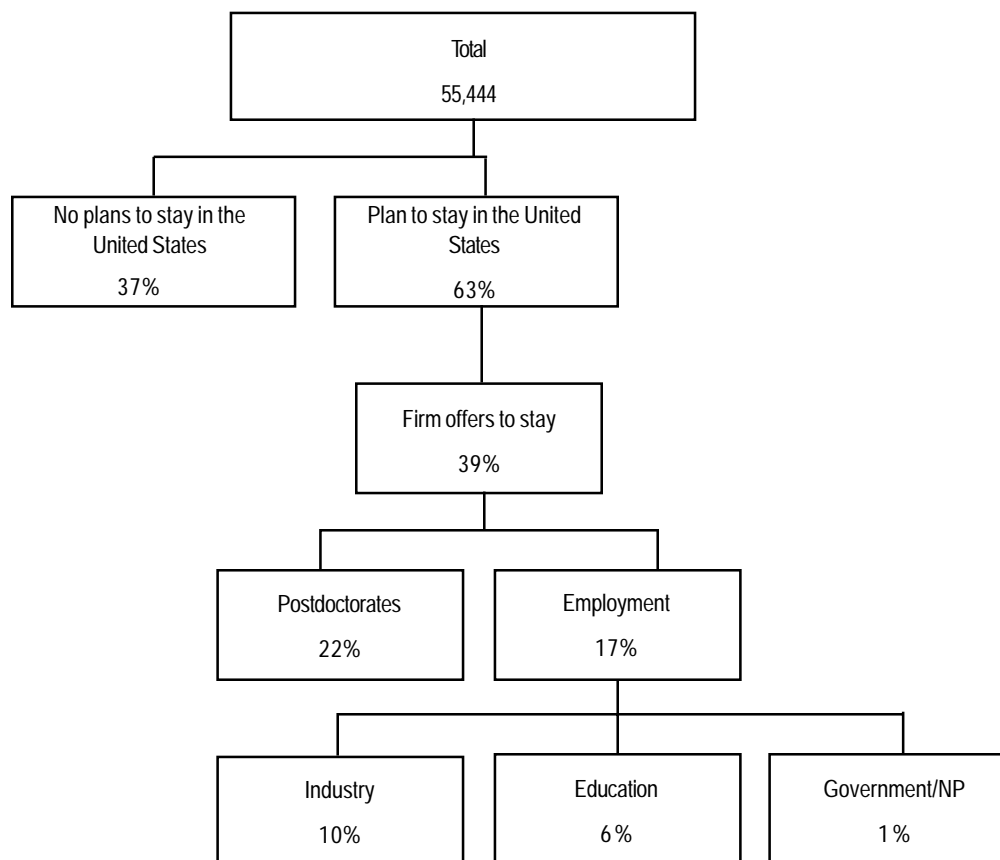 Total
55,444
No plans to stay in the
United States
37%
Plan to stay in the United
States
63%
Firm offers to stay
39%
Postdoctorates
22%
Employment
17%
Industry
10%
Education
6%
Government/NP
1%